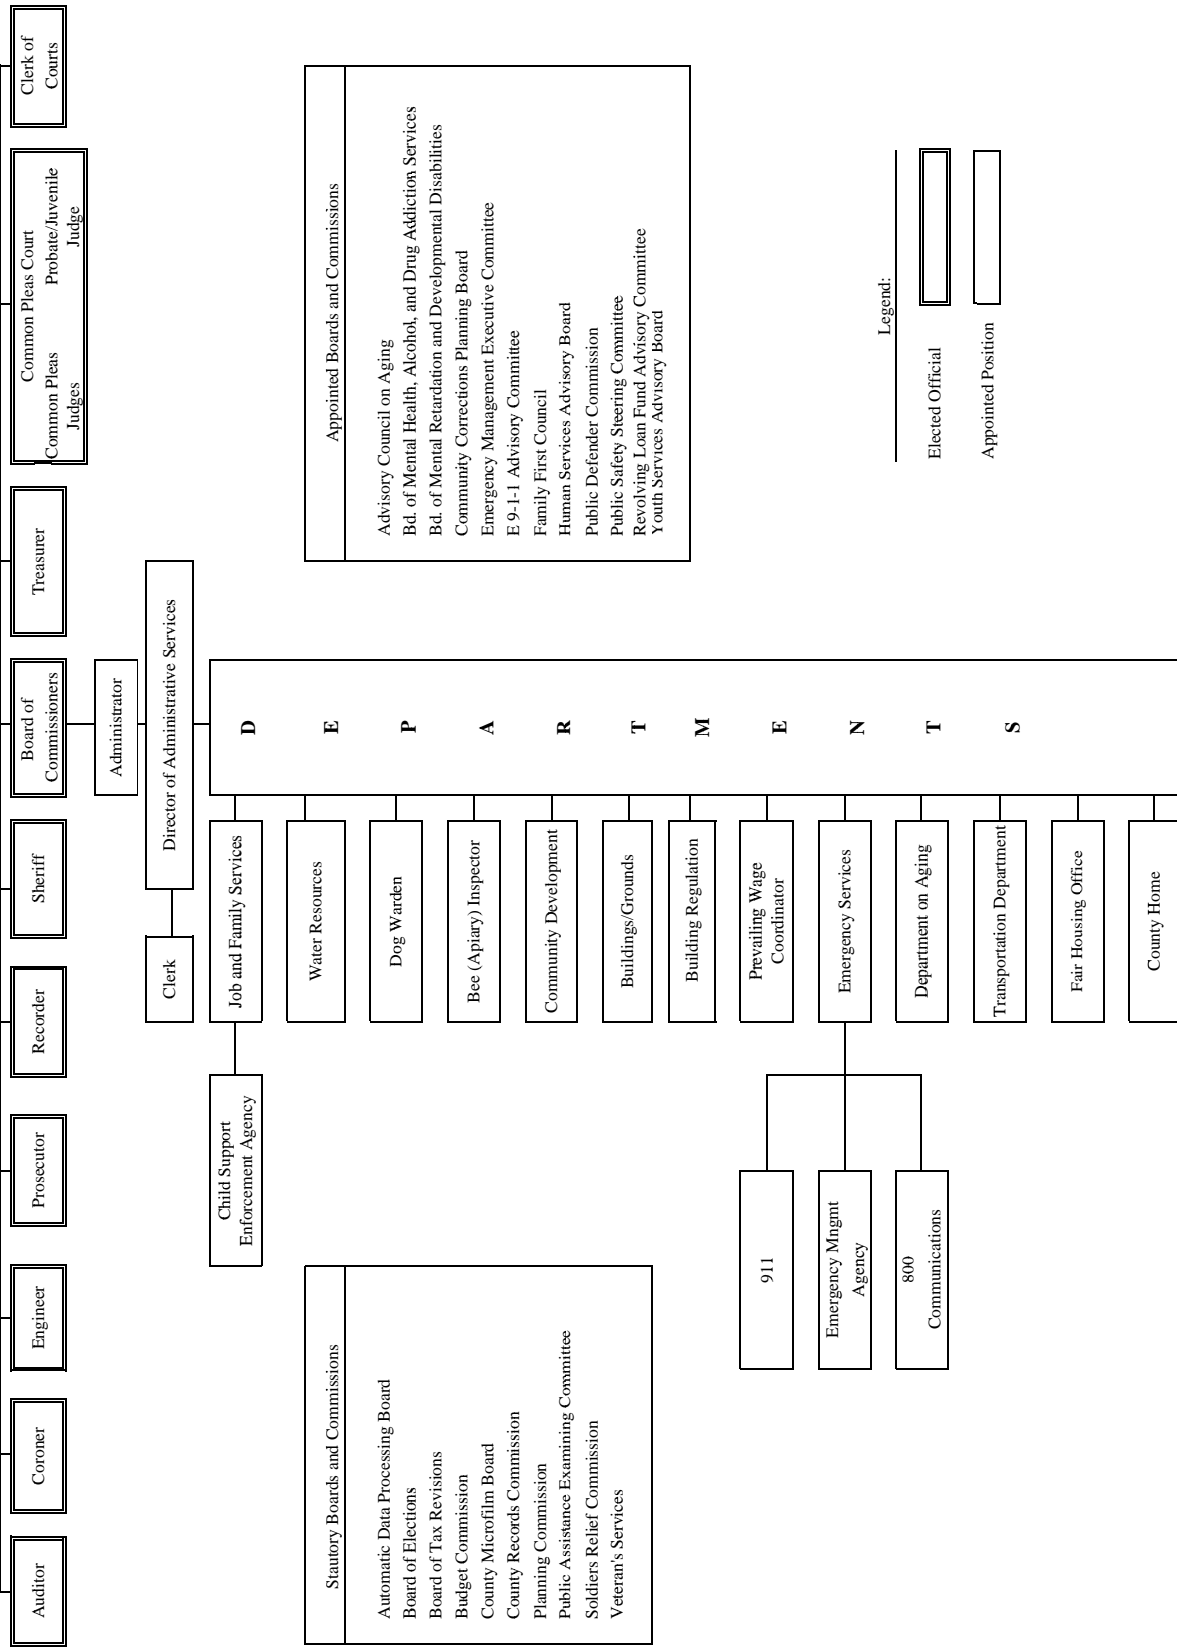 Auditor
Coroner
Engineer
Prosecutor
Recorder
Sheriff
Board of
Commissioners
Treasurer
Common Pleas Court
Common Pleas Probate/Juvenile
Judges Judge
Clerk of
Courts
Administrator
Director of Administrative Services
Clerk
D
E
P
A
R
T
M
E
N
T
S
Job and Family Services
Child Support
Enforcement Agency
Water Resources
Dog Warden
Bee (Apiary) Inspector
Community Development
Buildings/Grounds
Building Regulation
Prevailing Wage
Coordinator
Emergency Services
911
Emergency Mngmt
Agency
800
Communications
Department on Aging
Transportation Department
Fair Housing Office
County Home
Stautory Boards and Commissions
Automatic Data Processing Board
Board of Elections
Board of Tax Revisions
Budget Commission
County Microfilm Board
County Records Commission
Planning Commission
Public Assistance Examining Committee
Soldiers Relief Commission
Veteran's Services
Appointed Boards and Commissions
Advisory Council on Aging
Bd. of Mental Health, Alcohol, and Drug Addiction Services
Bd. of Mental Retardation and Developmental Disabilities
Community Corrections Planning Board
Emergency Management Executive Committee
E 9-1-1 Advisory Committee
Family First Council
Human Services Advisory Board
Public Defender Commission
Public Safety Steering Committee
Revolving Loan Fund Advisory Committee
Youth Services Advisory Board
Legend:
Elected Official
Appointed Position